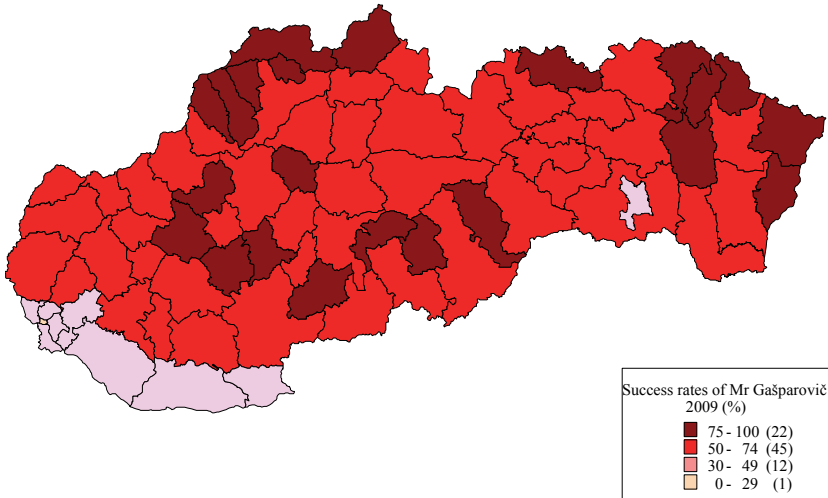 Success rates of Mr Gašparovič
2009 (%)
75 - 100 (22)
50 - 74 (45)
30 - 49 (12)
0 - 29 (1)